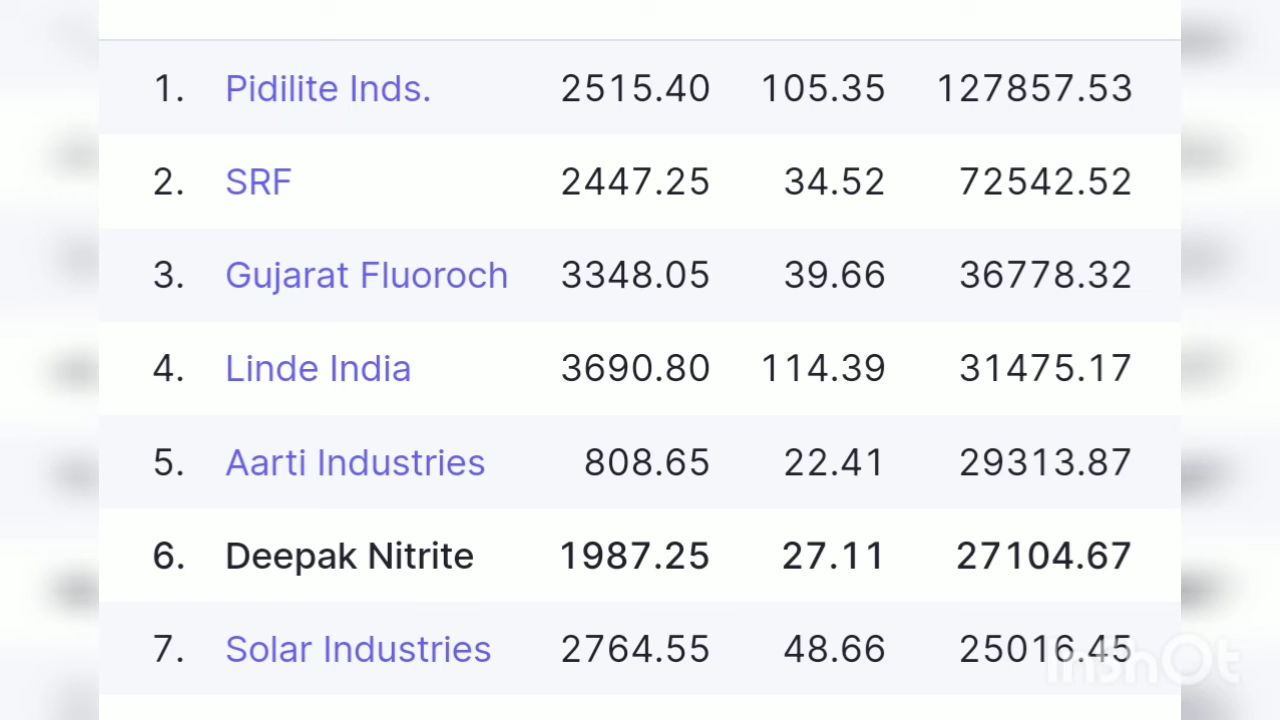 1. Pidilite Inds. 2515.40 105.35 127857.53
2. SRF 2447.25 34.52 72542.52
3. Gujarat Fluoroch 3348.05 39.66 36778.32
4. Linde India 3690.80 114.39 31475.17
5. Aarti Industries 808.65 22.41 29313.87
6. Deepak Nitrite 1987.25 27.11 27104.67
7. Solar Industries 2764.55 48.66 25016.45
InShOt